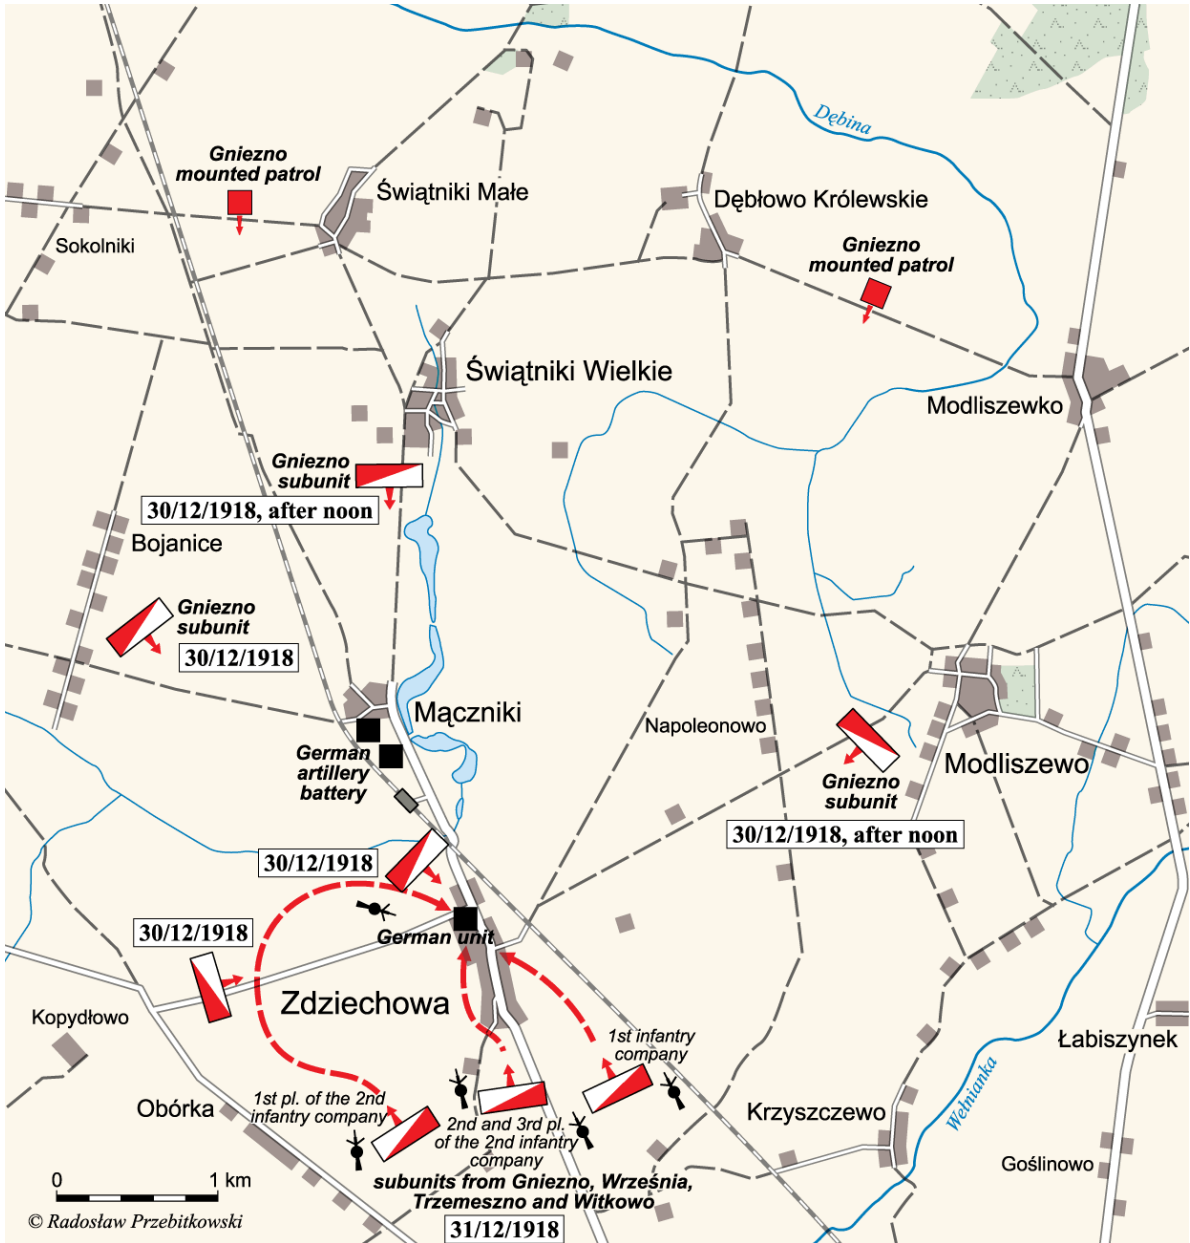 Dębina
Gniezno
mounted patrol
Świątniki Małe
Dębłowo Królewskie
Sokolniki
Gniezno
mounted patrol
Świątniki Wielkie
Modliszewko
Gniezno
subunit
30/12/1918, after noon
Bojanice
Gniezno
subunit
30/12/1918
Mączniki
Napoleonowo
German
artillery
battery
Modliszewo
Gniezno
subunit
30/12/1918, after noon
30/12/1918
30/12/1918
German unit
Zdziechowa
Kopydłowo
1st infantry
company
Łabiszynek
1st pl. of the 2nd
infantry company
Obórka
Krzyszczewo
Wełnianka
2nd and 3rd pl.
of the 2nd infantry
company
Goślinowo
subunits from Gniezno, Września,
Trzemeszno and Witkowo
31/12/1918
0 1 km
© Radosław Przebitkowski